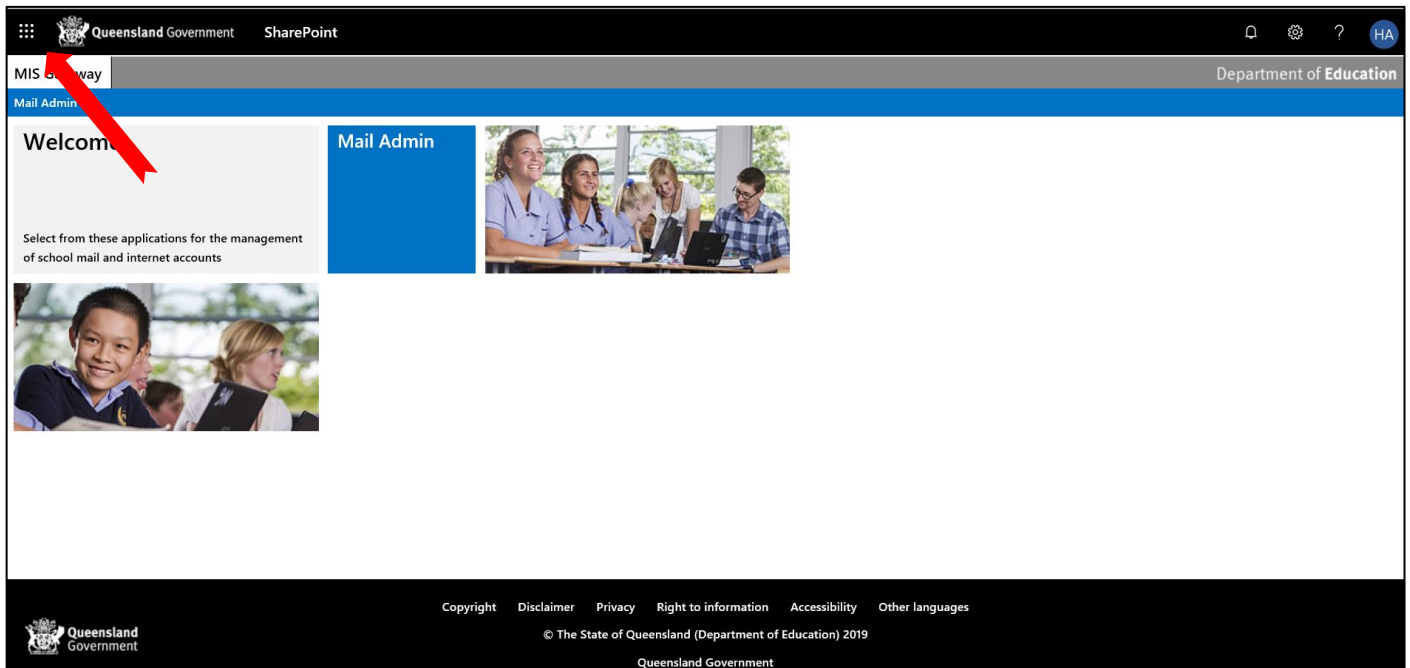 Queensland Government SharePoint ? HA
MIS way
Department of Education
Mail Admin
Welcom
Mail Admin
Select from these applications for the management
of school mail and internet accounts
Copyright Disclaimer Privacy Right to information Accessibility Other languages
Queensland
Government
© The State of Queensland (Department of Education) 2019
Queensland Government